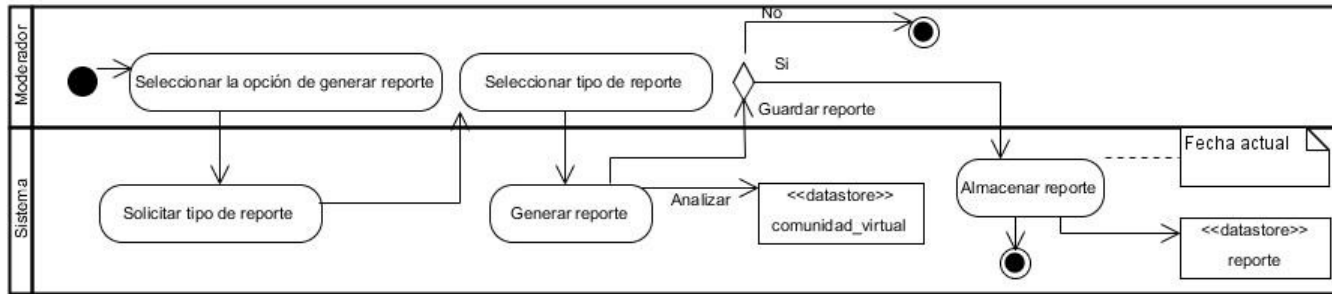 Moderador
Seleccionar la opción de generar reporte
Seleccionar tipo de reporte
No
Si
Guardar reporte
Sistema
Solicitar tipo de reporte
Generar reporte
Analizar
<<datastore>>
comunidad_virtual
Almacenar reporte
Fecha actual
<<datastore>>
reporte